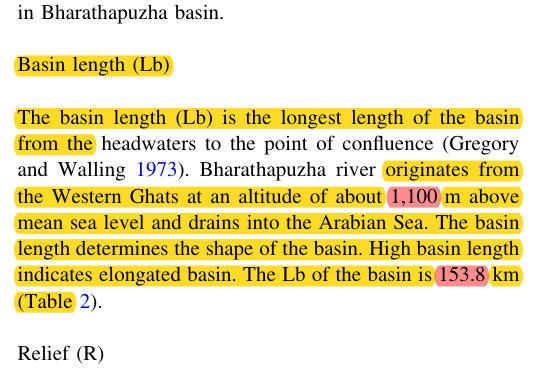 in Bharathapuzha basin.
Basin length (Lb)
The basin length (Lb) is the longest length of the basin
from the headwaters to the point of confluence (Gregory
and Walling 1973). Bharathapuzha river originates from
the Western Ghats at an altitude of about 1,100 m above
mean sea level and drains into the Arabian Sea. The basin
length determines the shape of the basin. High basin length
indicates elongated basin. The Lb of the basin is 153.8 km
(Table 2).
Relief (R)